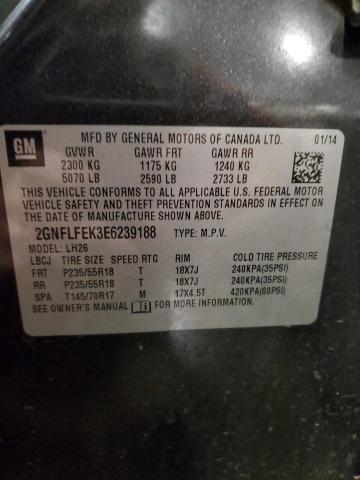 GM
MFD BY GENERAL MOTORS OF CANADA LTD. 01/14
GVWR GAWR FRT GAWR RR
2300 KG 1175 KG 1240 KG
5070 LB 2590 LB 2733 LB
THIS VEHICLE CONFORMS TO ALL APPLICABLE U.S. FEDERAL MOTOR
VEHICLE SAFETY AND THEFT PREVENTION STANDARDS IN EFFECT ON
THE DATE OF MANUFACTURE SHOWN ABOVE.
2GNFLFEK3E6239188 TYPE: M.P.V.
MODEL: LH26
LBCJ TIRE SIZE SPEED RTG RIM COLD TIRE PRESSURE
FRT P235/55R18 T 18X7J 240KPA(35PSI)
RR P235/55R18 T 18X7J 240KPA(35PSI)
SPA T145/70R17 M 17X4.5T 420KPA(60PSI)
SEE OWNER'S MANUAL FOR MORE INFORMATION.